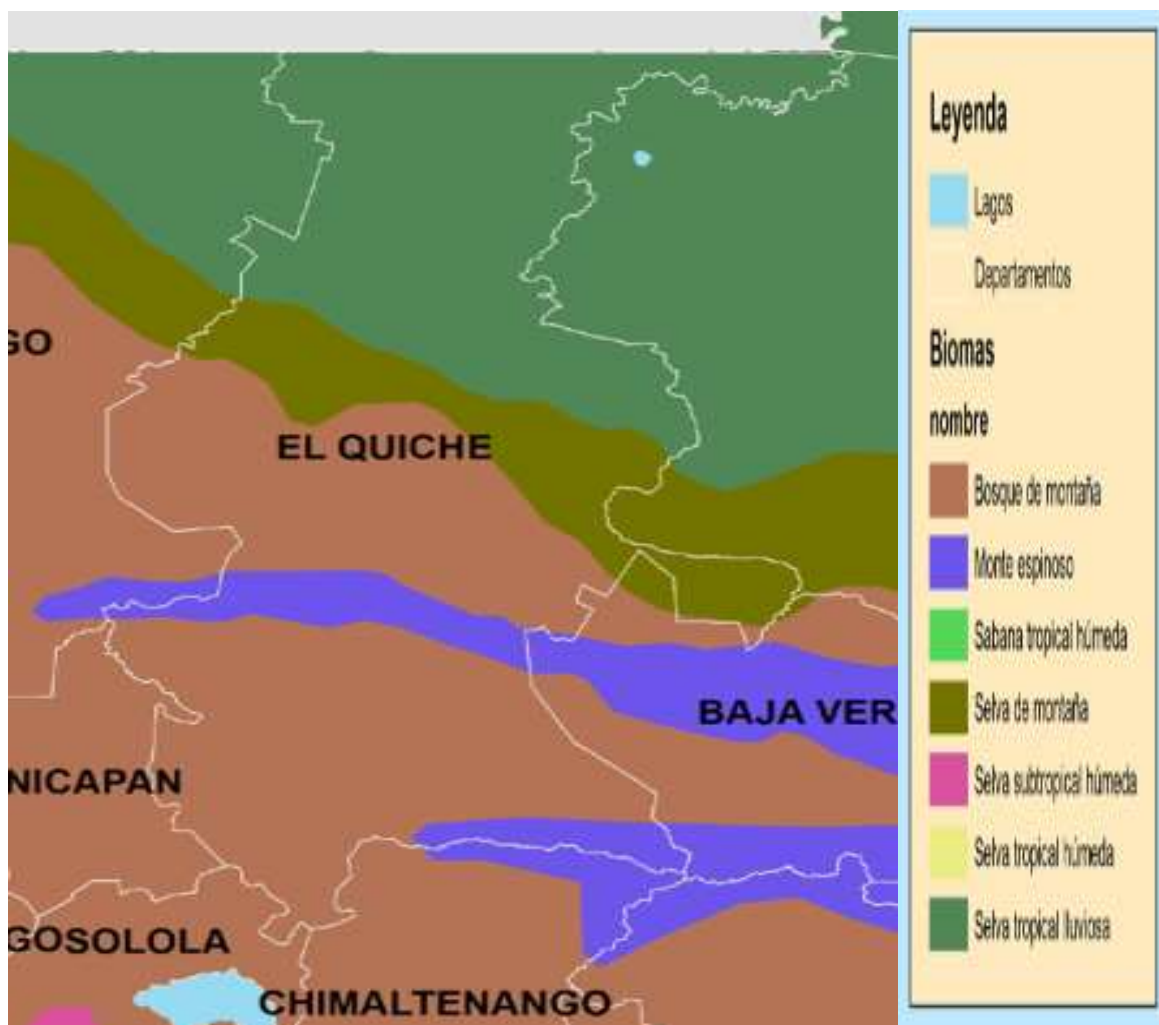 GO
EL QUICHE
BAJA VER
NICAPAN
GOSOLOLA
CHIMALTENANGO
Leyenda
Lagos
Departamentos
Biomas
nombre
Bosque de montaña
Monte espinoso
Sabana tropical húmeda
Selva de montaña
Selva subtropical húmeda
Selva tropical húmeda
Selva tropical lluviosa